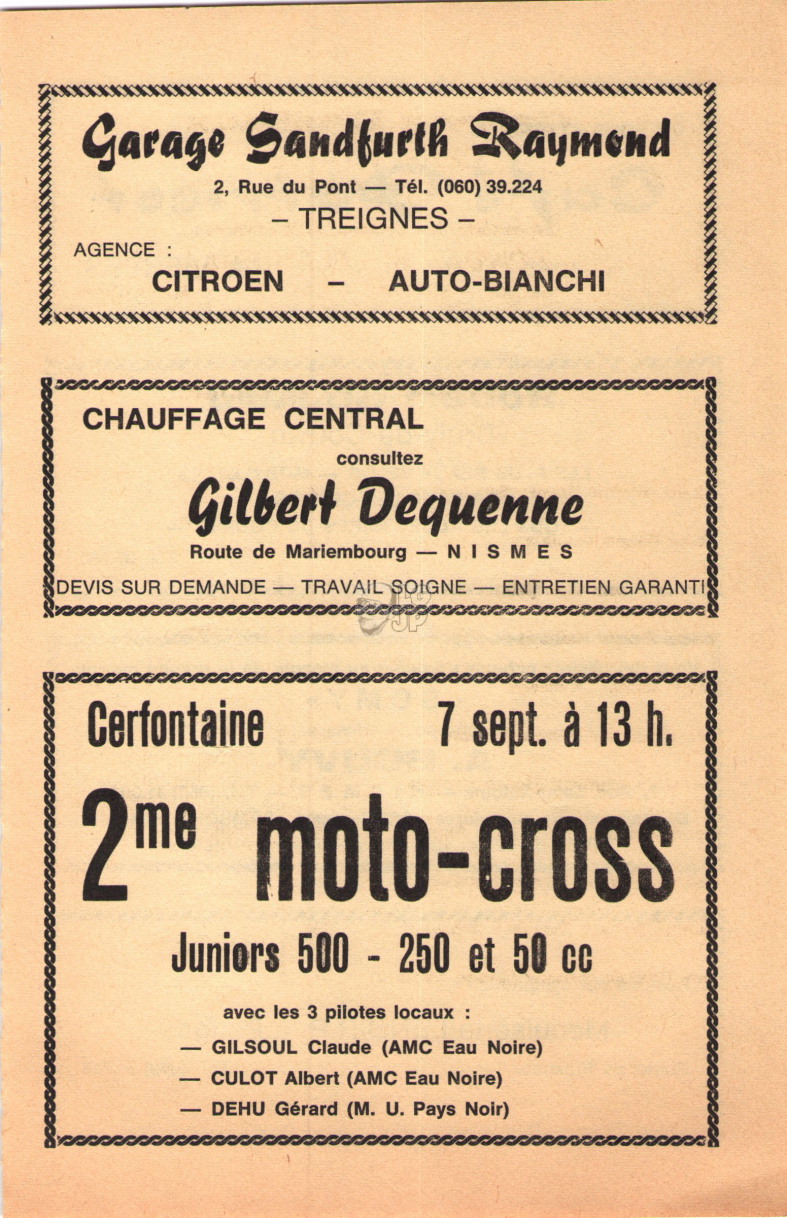 Garage Sandfurth Raymond
2, Rue du Pont — Tél. (060) 39.224
– TREIGNES –
AGENCE :
CITROEN – AUTO-BIANCHI
CHAUFFAGE CENTRAL
consultez
Gilbert Dequenne
Route de Mariembourg — NISMES
DEVIS SUR DEMANDE — TRAVAIL SOIGNE — ENTRETIEN GARANTI
Cerfontaine 7 sept. à 13 h.
2me moto-cross
Juniors 500 - 250 et 50 cc
avec les 3 pilotes locaux :
— GILSOUL Claude (AMC Eau Noire)
— CULOT Albert (AMC Eau Noire)
— DEHU Gérard (M. U. Pays Noir)